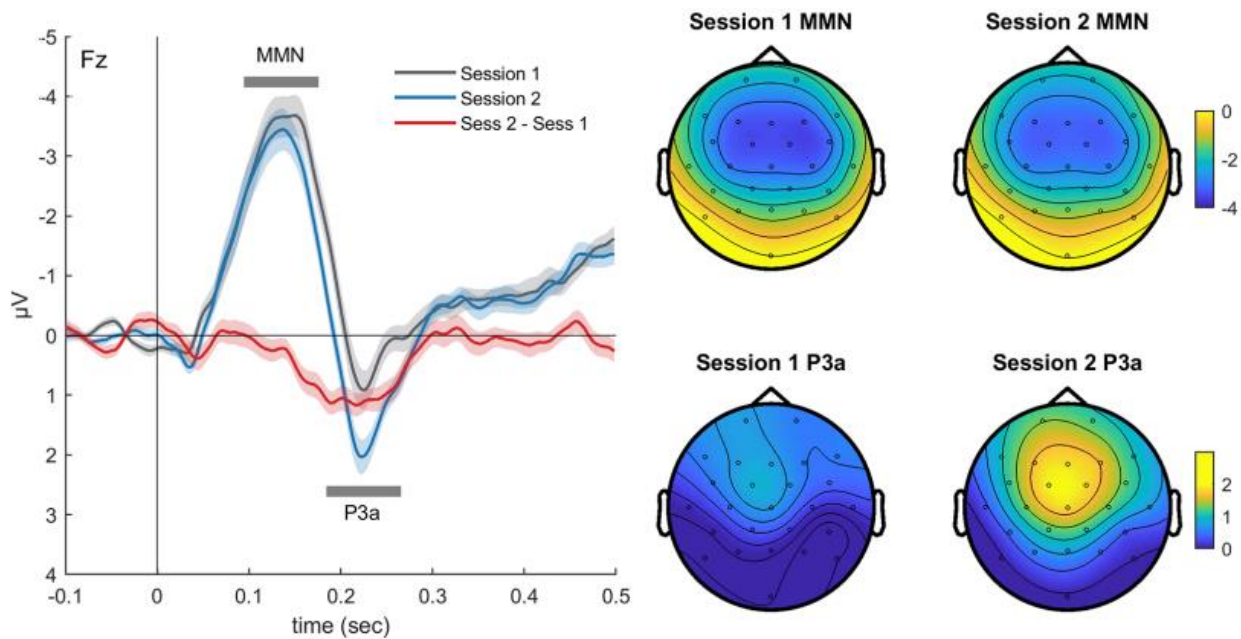 Fz
MMN
Session 1
Session 2
Sess 2 - Sess 1
P3a
-5
-4
-3
-2
-1
0
1
2
3
4
µV
-0.1
0
0.1
0.2
0.3
0.4
0.5
time (sec)
Session 1 MMN
Session 2 MMN
0
-2
-4
Session 1 P3a
Session 2 P3a
2
1
0